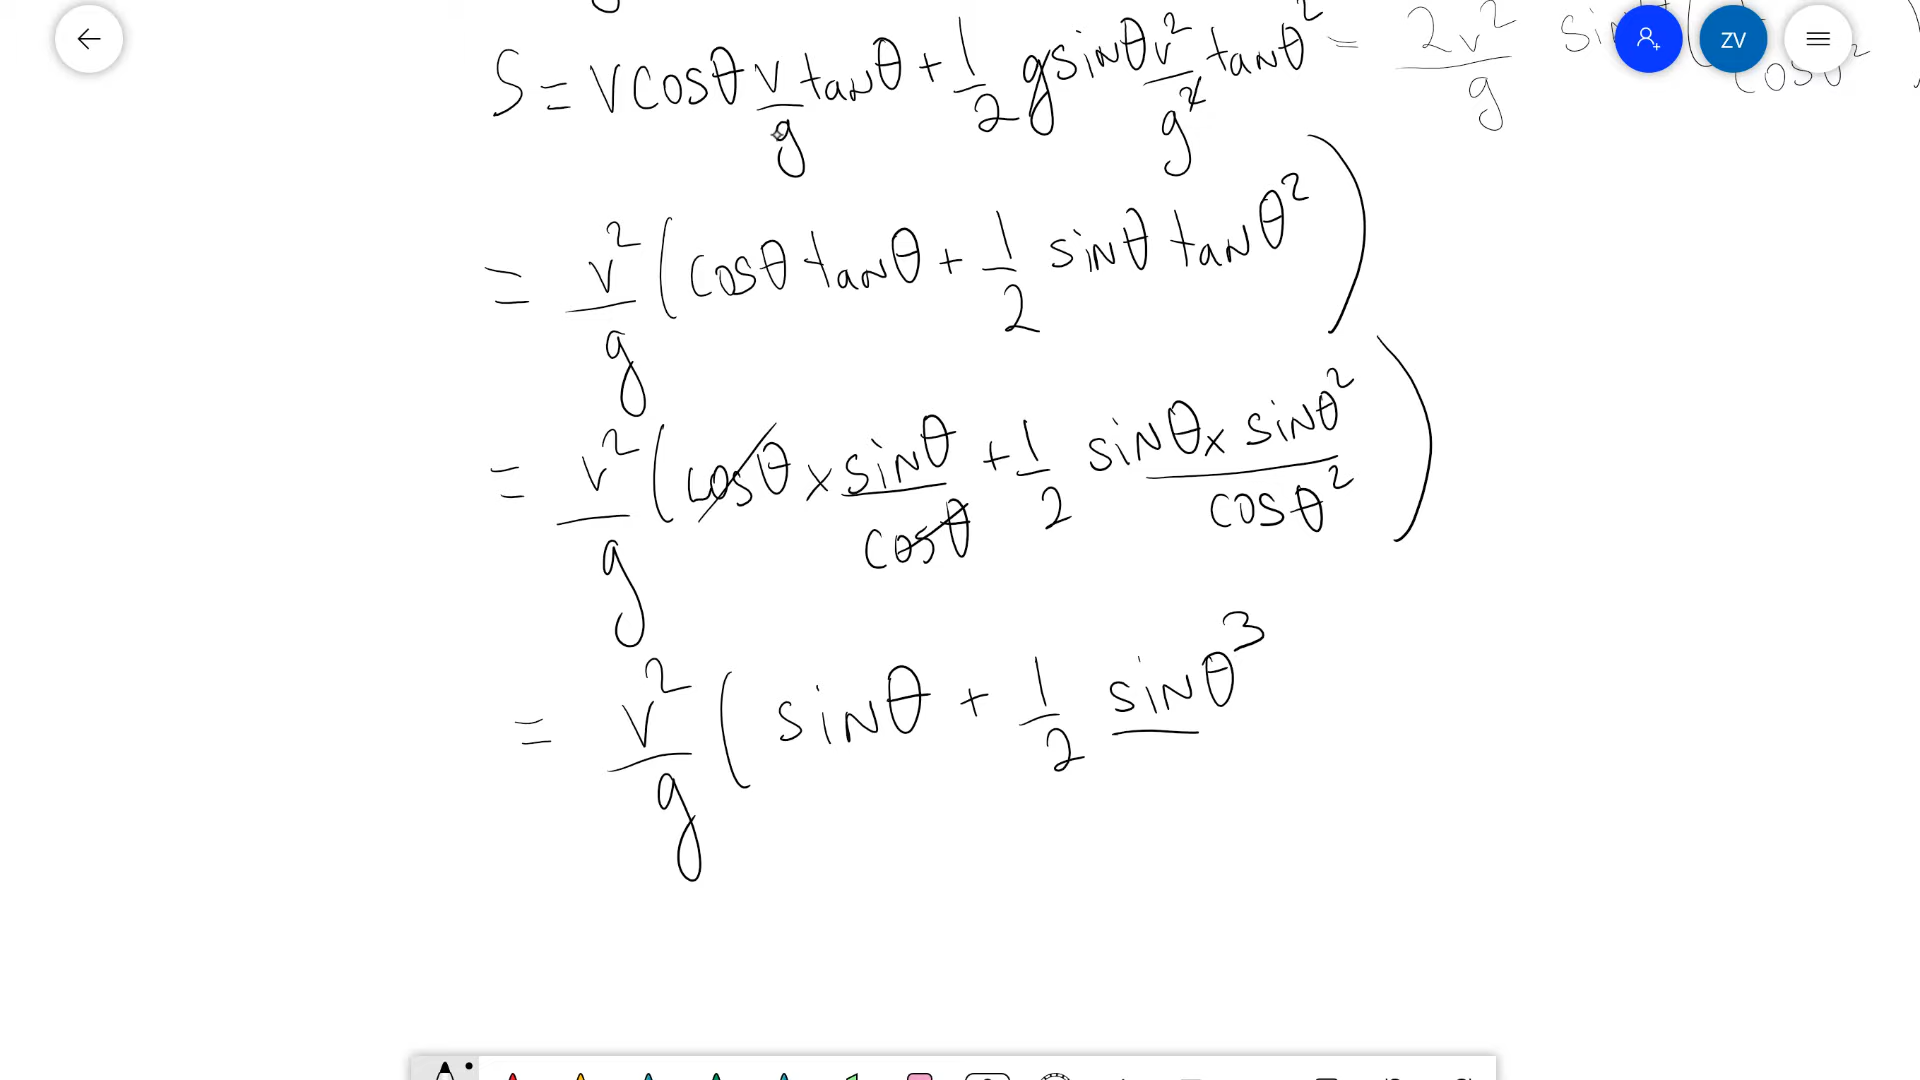 S = v cosθ v/g tanθ + 1/2 g sinθ v²/g² tanθ² = 2v²/g
ZV
= v²/g (cosθ tanθ + 1/2 sinθ tanθ²)
= v²/g (cosθ x sinθ/cosθ + 1/2 sinθ x sinθ²/cosθ²)
= v²/g (sinθ + 1/2 sinθ³